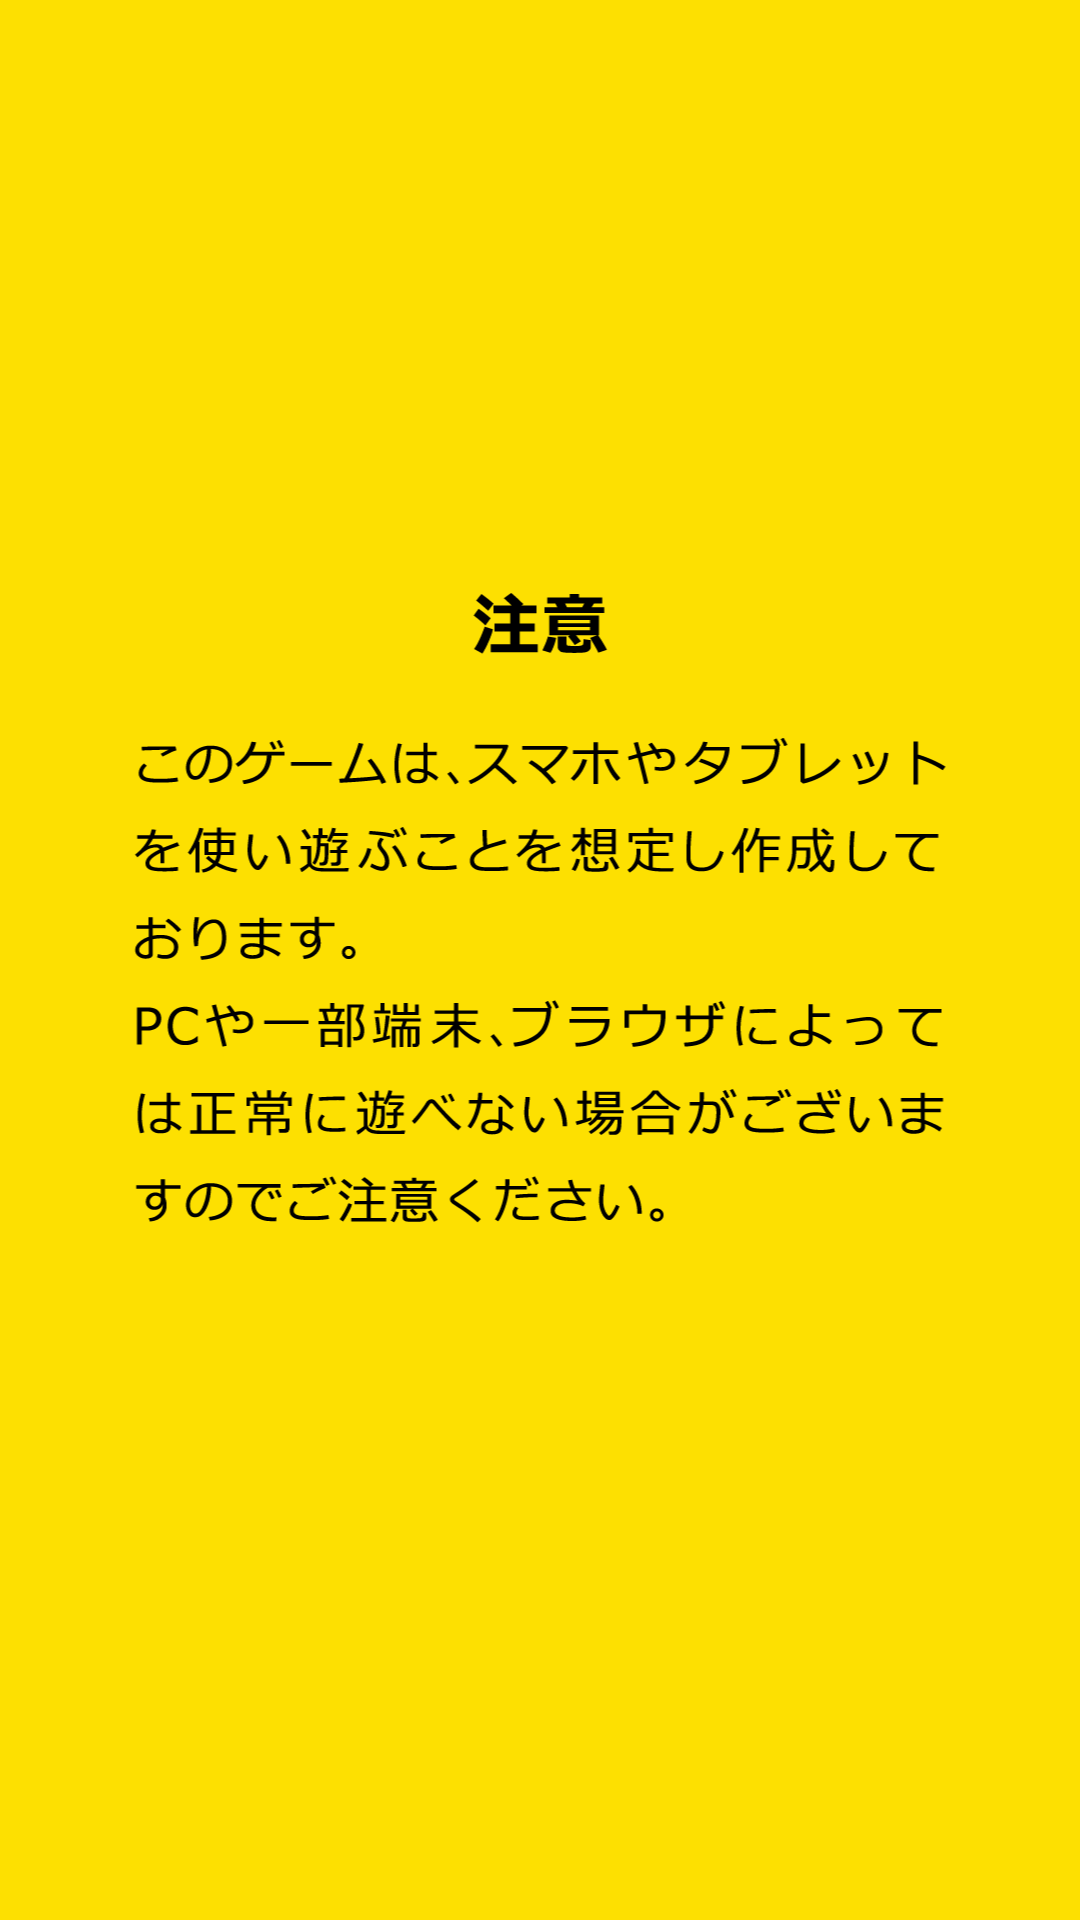 注意
このゲームは、スマホやタブレット
を使い遊ぶことを想定し作成して
おります。
PCや一部端末、ブラウザによって
は正常に遊べない場合がございま
すのでご注意ください。